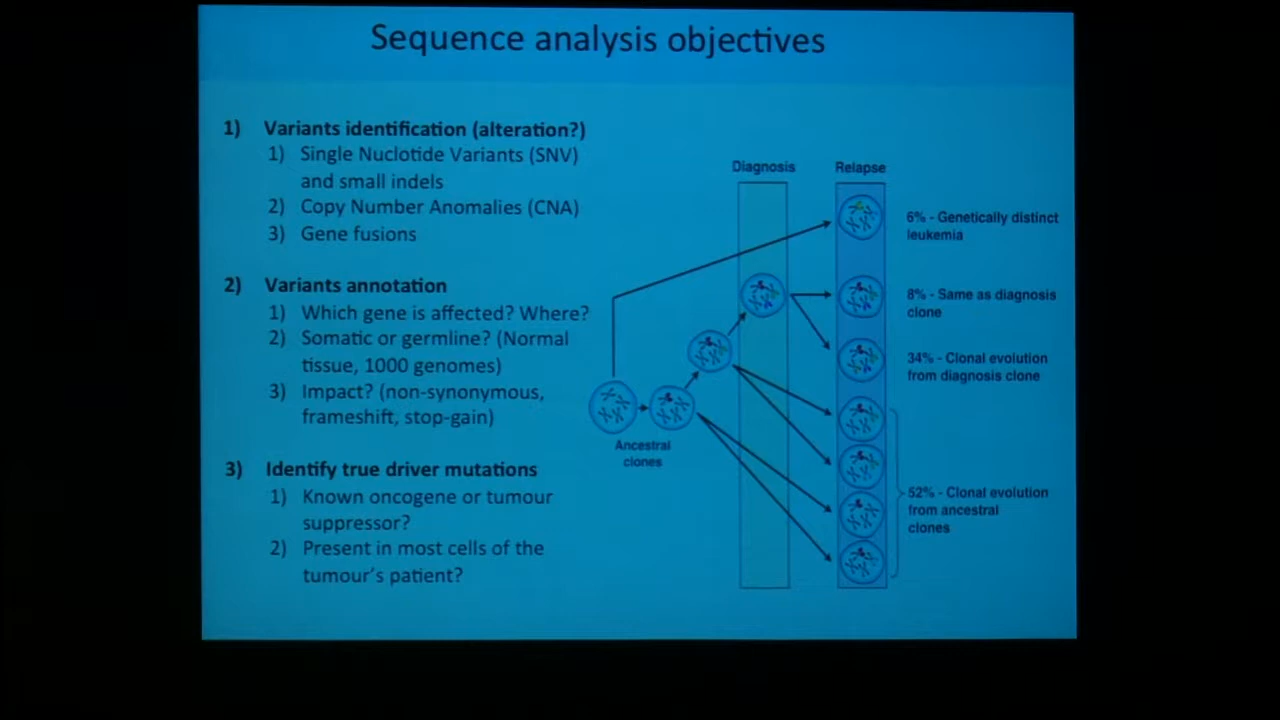 Sequence analysis objectives
1) Variants identification (alteration?)
1) Single Nuclotide Variants (SNV)
and small indels
2) Copy Number Anomalies (CNA)
3) Gene fusions
2) Variants annotation
1) Which gene is affected? Where?
2) Somatic or germline? (Normal
tissue, 1000 genomes)
3) Impact? (non-synonymous,
frameshift, stop-gain)
3) Identify true driver mutations
1) Known oncogene or tumour
suppressor?
2) Present in most cells of the
tumour's patient?
Diagnosis
Relapse
6% - Genetically distinct
leukemia
8% - Same as diagnosis
clone
34% - Clonal evolution
from diagnosis clone
Ancestral
clones
52% - Clonal evolution
from ancestral
clones